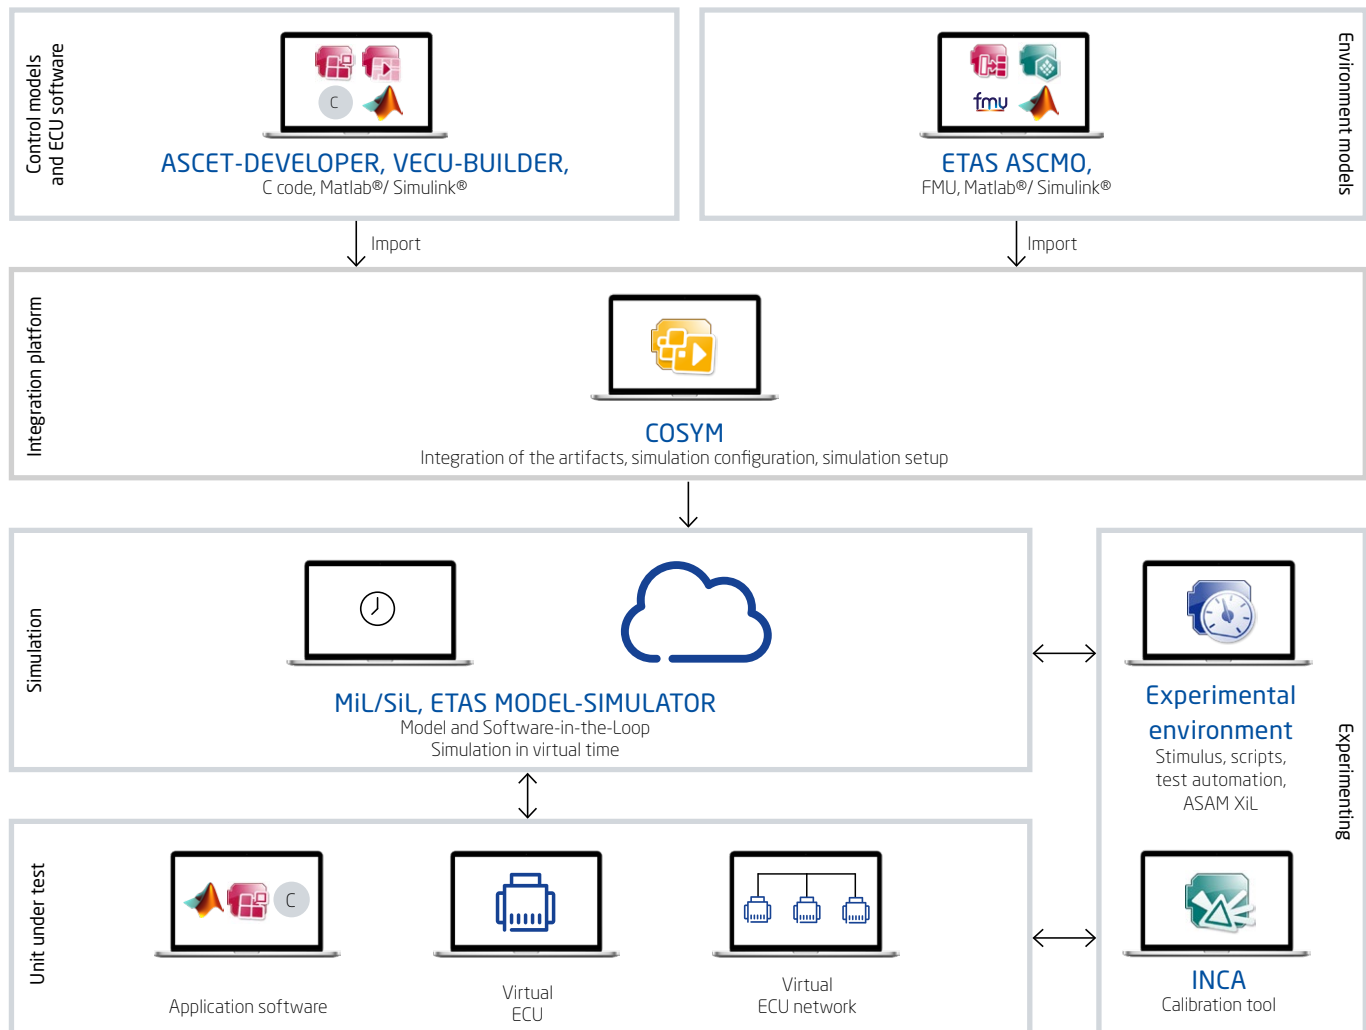 Control models
and ECU software
C
ASCET-DEVELOPER, VECU-BUILDER,
C code, Matlab®/ Simulink®
fmu
ETAS ASCMO,
FMU, Matlab®/ Simulink®
Environment models
Import
Import
Integration platform
COSYM
Integration of the artifacts, simulation configuration, simulation setup
Simulation
MiL/SiL, ETAS MODEL-SIMULATOR
Model and Software-in-the-Loop
Simulation in virtual time
Experimental
environment
Stimulus, scripts,
test automation,
ASAM XiL
Experimenting
Unit under test
C
Application software
Virtual
ECU
Virtual
ECU network
INCA
Calibration tool